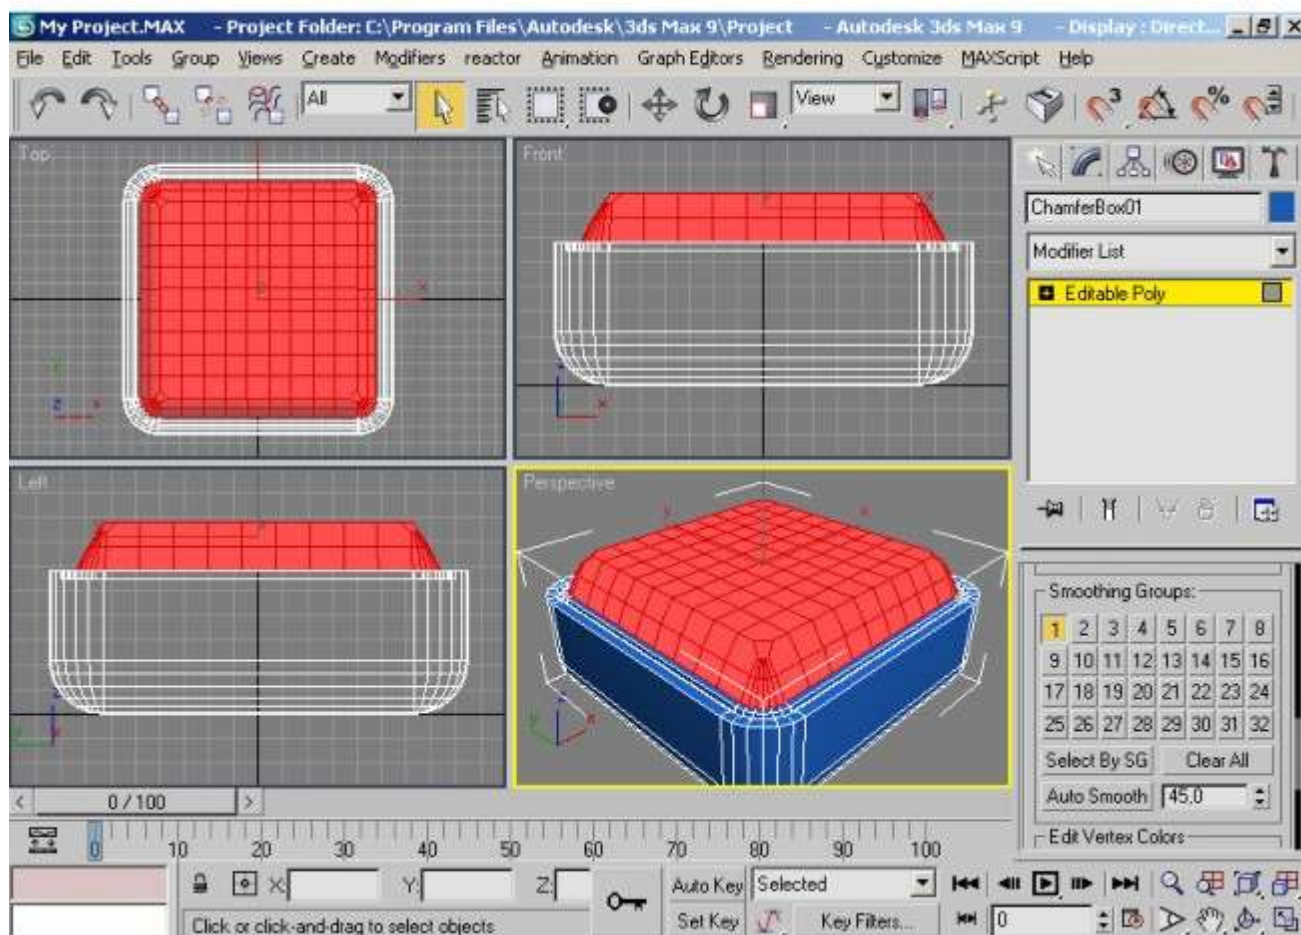 My Project.MAX - Project Folder: C:\Program Files\Autodesk\3ds Max 9\Project - Autodesk 3ds Max 9 - Display : Direct...
File Edit Tools Group Views Create Modifiers reactor Animation Graph Editors Rendering Customize MAXScript Help
All View 3 %
Top Front
ChamferBox01
Modifier List
Editable Poly
Left Perspective
Smoothing Groups:
1 2 3 4 5 6 7 8
9 10 11 12 13 14 15 16
17 18 19 20 21 22 23 24
25 26 27 28 29 30 31 32
Select By SG Clear All
Auto Smooth 45,0
0 / 100
Edit Vertex Colors
0 10 20 30 40 50 60 70 80 90 100
X: Y: Z: Auto Key Selected
Click or click-and-drag to select objects Set Key Key Filters... 0